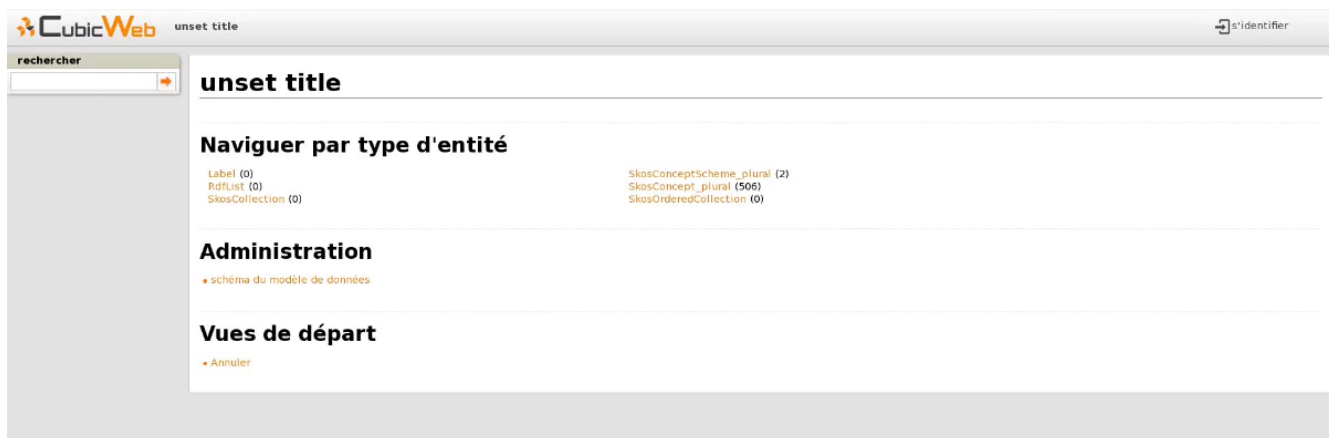 CubicWeb unset title s'identifier
rechercher
unset title
Naviguer par type d'entité
Label (0) SkosConceptScheme_plural (2)
RdfList (0) SkosConcept_plural (506)
SkosCollection (0) SkosOrderedCollection (0)
Administration
schéma du modèle de données
Vues de départ
Annuler